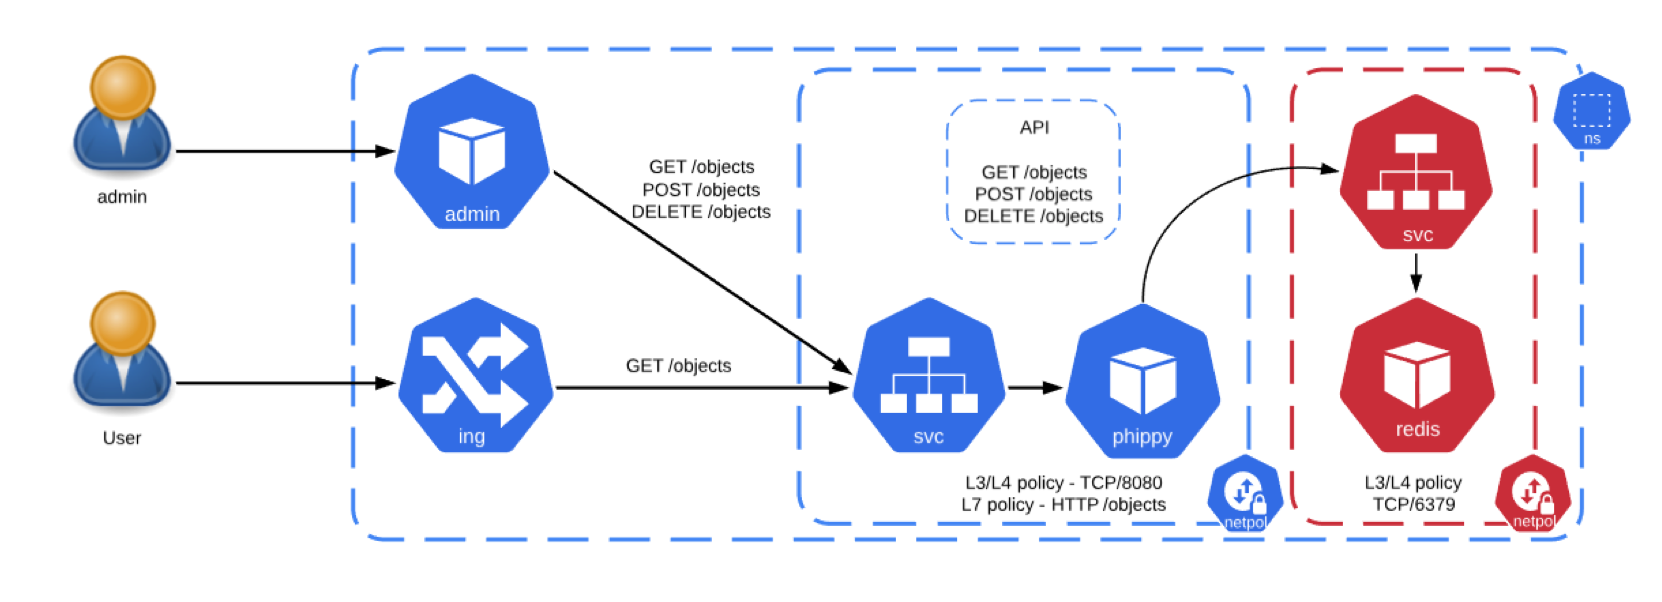 admin
admin
GET /objects
POST /objects
DELETE /objects
API
GET /objects
POST /objects
DELETE /objects
svc
ns
User
ing
GET /objects
svc
phippy
redis
L3/L4 policy - TCP/8080
L7 policy - HTTP /objects
netpol
L3/L4 policy
TCP/6379
netpol